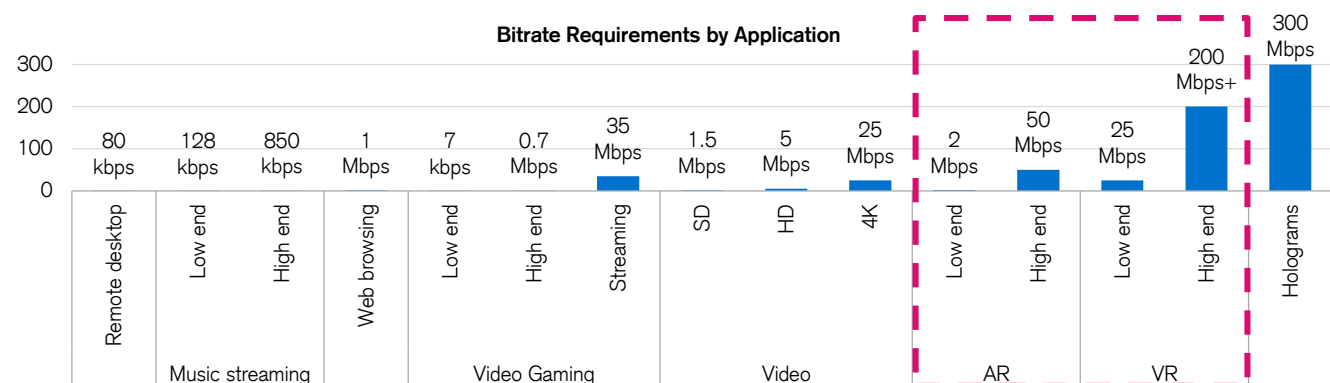 Bitrate Requirements by Application
300
200
100
0
80
kbps
128
kbps
850
kbps
1
Mbps
7
kbps
0.7
Mbps
35
Mbps
1.5
Mbps
5
Mbps
25
Mbps
2
Mbps
50
Mbps
25
Mbps
200
Mbps+
300
Mbps
Remote desktop
Low end
High end
Web browsing
Low end
High end
Streaming
SD
HD
4K
Low end
High end
Low end
High end
Holograms
Music streaming
Video Gaming
Video
AR
VR